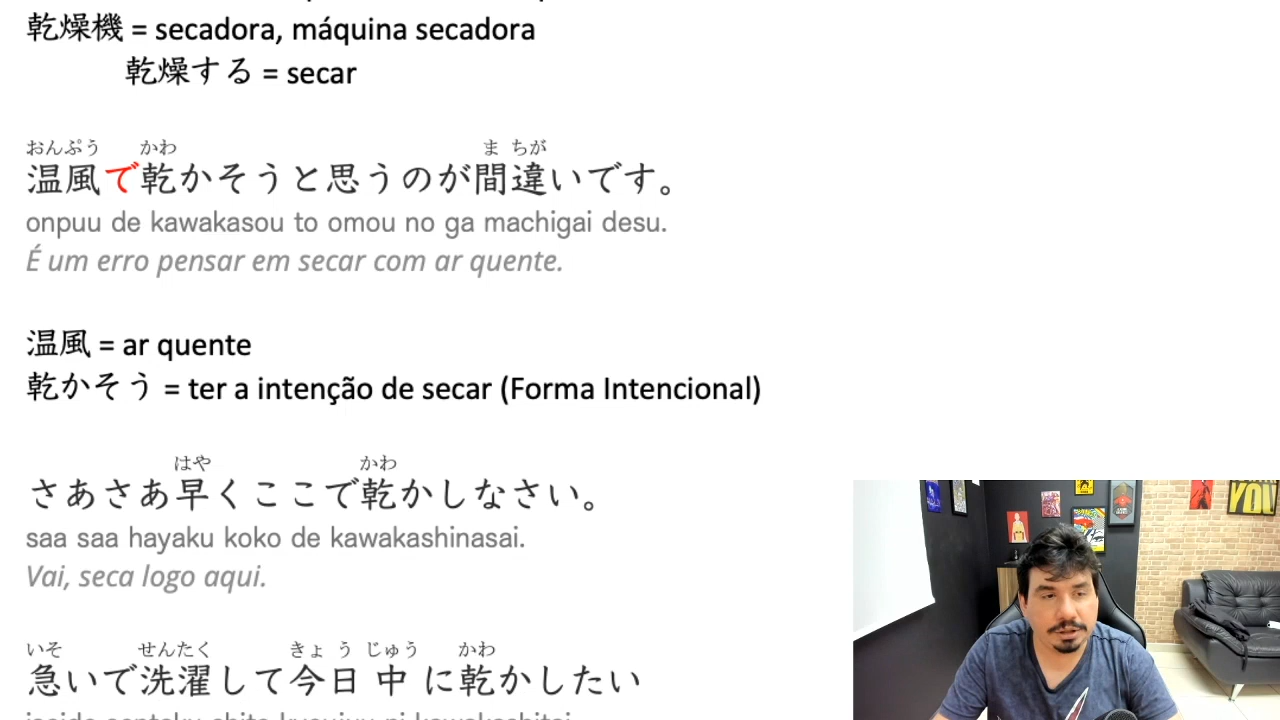 乾燥機 = secadora, máquina secadora
乾燥する = secar
おんぷう かわ ま ちが
温風で乾かそうと思うのが間違いです。
onpuu de kawakasou to omou no ga machigai desu.
É um erro pensar em secar com ar quente.
温風 = ar quente
乾かそう = ter a intenção de secar (Forma Intencional)
はや かわ
さあさあ早くここで乾かしなさい。
saa saa hayaku koko de kawakashinasai.
Vai, seca logo aqui.
いそ せんたく きょ う じゅう かわ
急いで洗濯して今日中に乾かしたい
YOU